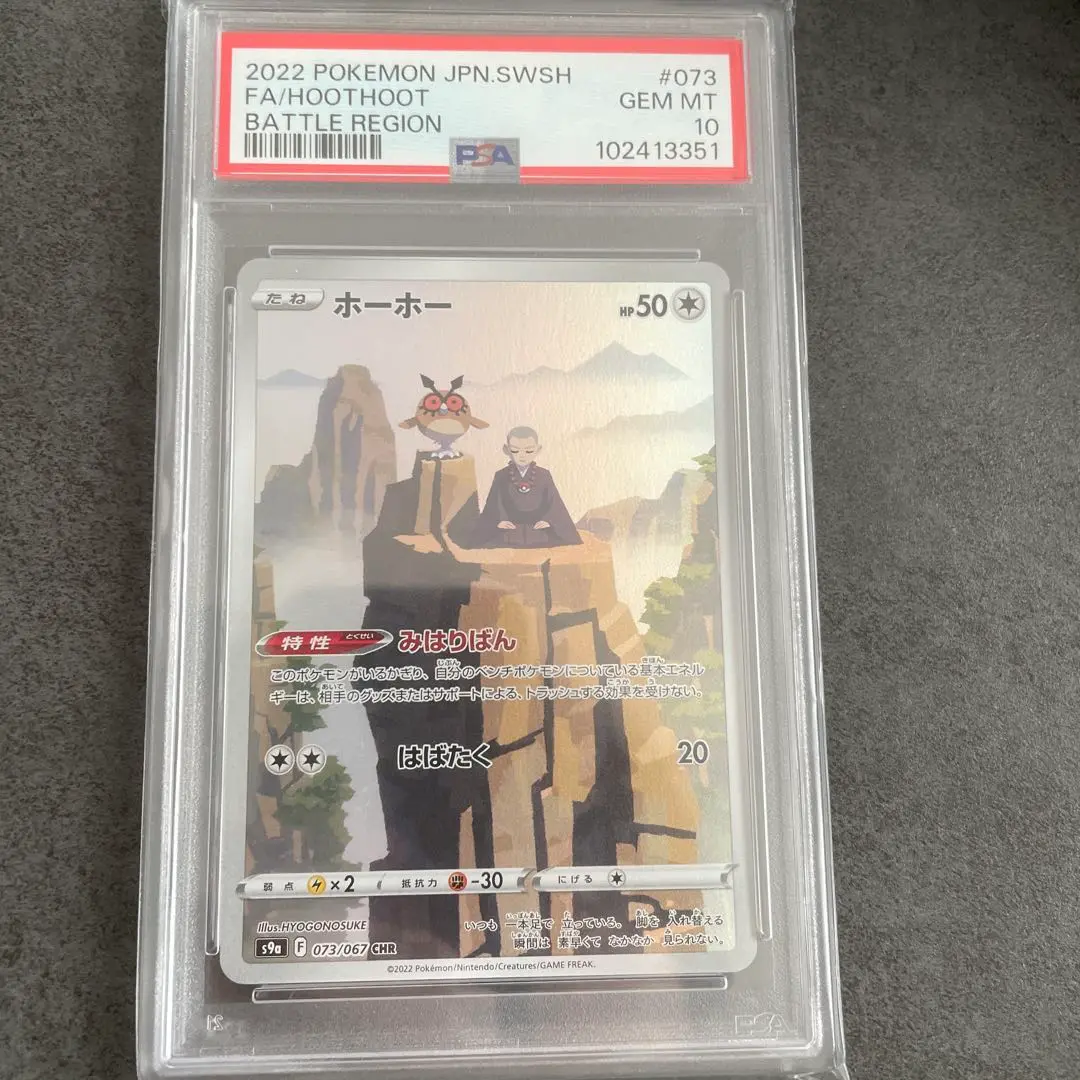 2022 POKEMON JPN.SWSH #073
FA/HOOTHOOT GEM MT
BATTLE REGION 10
PSA 102413351
たね ホーホー HP50
特性 とくせい みはりばん
このポケモンがいるかぎり、自分のベンチポケモンについている基本エネル
ギーは、相手のグッズまたはサポートによる、トラッシュする効果を受けない。
はばたく 20
弱点 ×2 抵抗力 -30 にげる
Illus.HYOGONOSUKE
いつも 一本足で 立っている。 脚を 入れ替える
瞬間は 素早くて なかなか 見られない。
s9a F 073/067 CHR
©2022 Pokémon/Nintendo/Creatures/GAME FREAK.
PSA